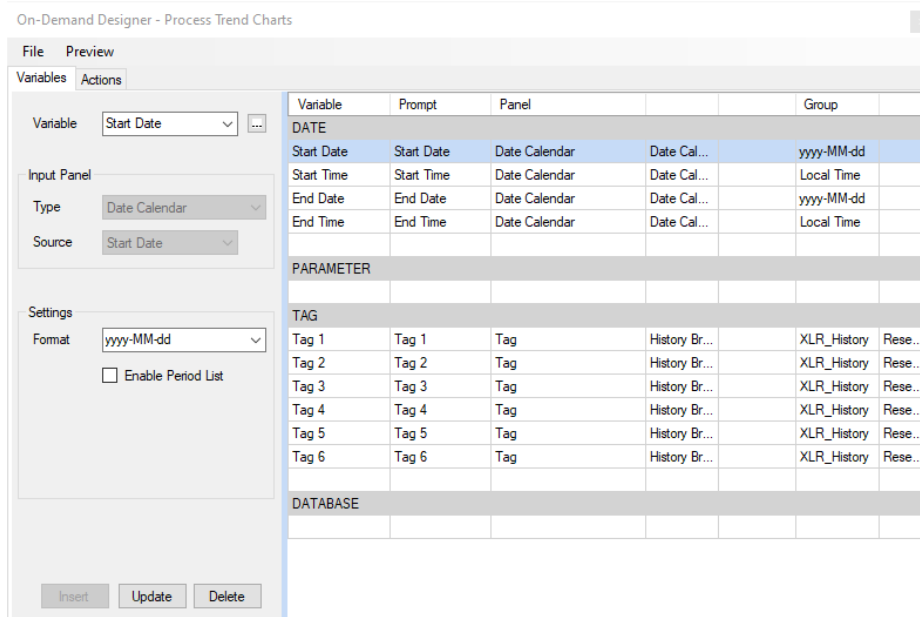 On-Demand Designer - Process Trend Charts
File Preview
Variables Actions
Variable Start Date ...
Input Panel
Type Date Calendar
Source Start Date
Settings
Format yyyy-MM-dd
Enable Period List
Insert Update Delete
Variable Prompt Panel Group
DATE
Start Date Start Date Date Calendar Date Cal... yyyy-MM-dd
Start Time Start Time Date Calendar Date Cal... Local Time
End Date End Date Date Calendar Date Cal... yyyy-MM-dd
End Time End Time Date Calendar Date Cal... Local Time
PARAMETER
TAG
Tag 1 Tag 1 Tag History Br... XLR_History Rese...
Tag 2 Tag 2 Tag History Br... XLR_History Rese...
Tag 3 Tag 3 Tag History Br... XLR_History Rese...
Tag 4 Tag 4 Tag History Br... XLR_History Rese...
Tag 5 Tag 5 Tag History Br... XLR_History Rese...
Tag 6 Tag 6 Tag History Br... XLR_History Rese...
DATABASE